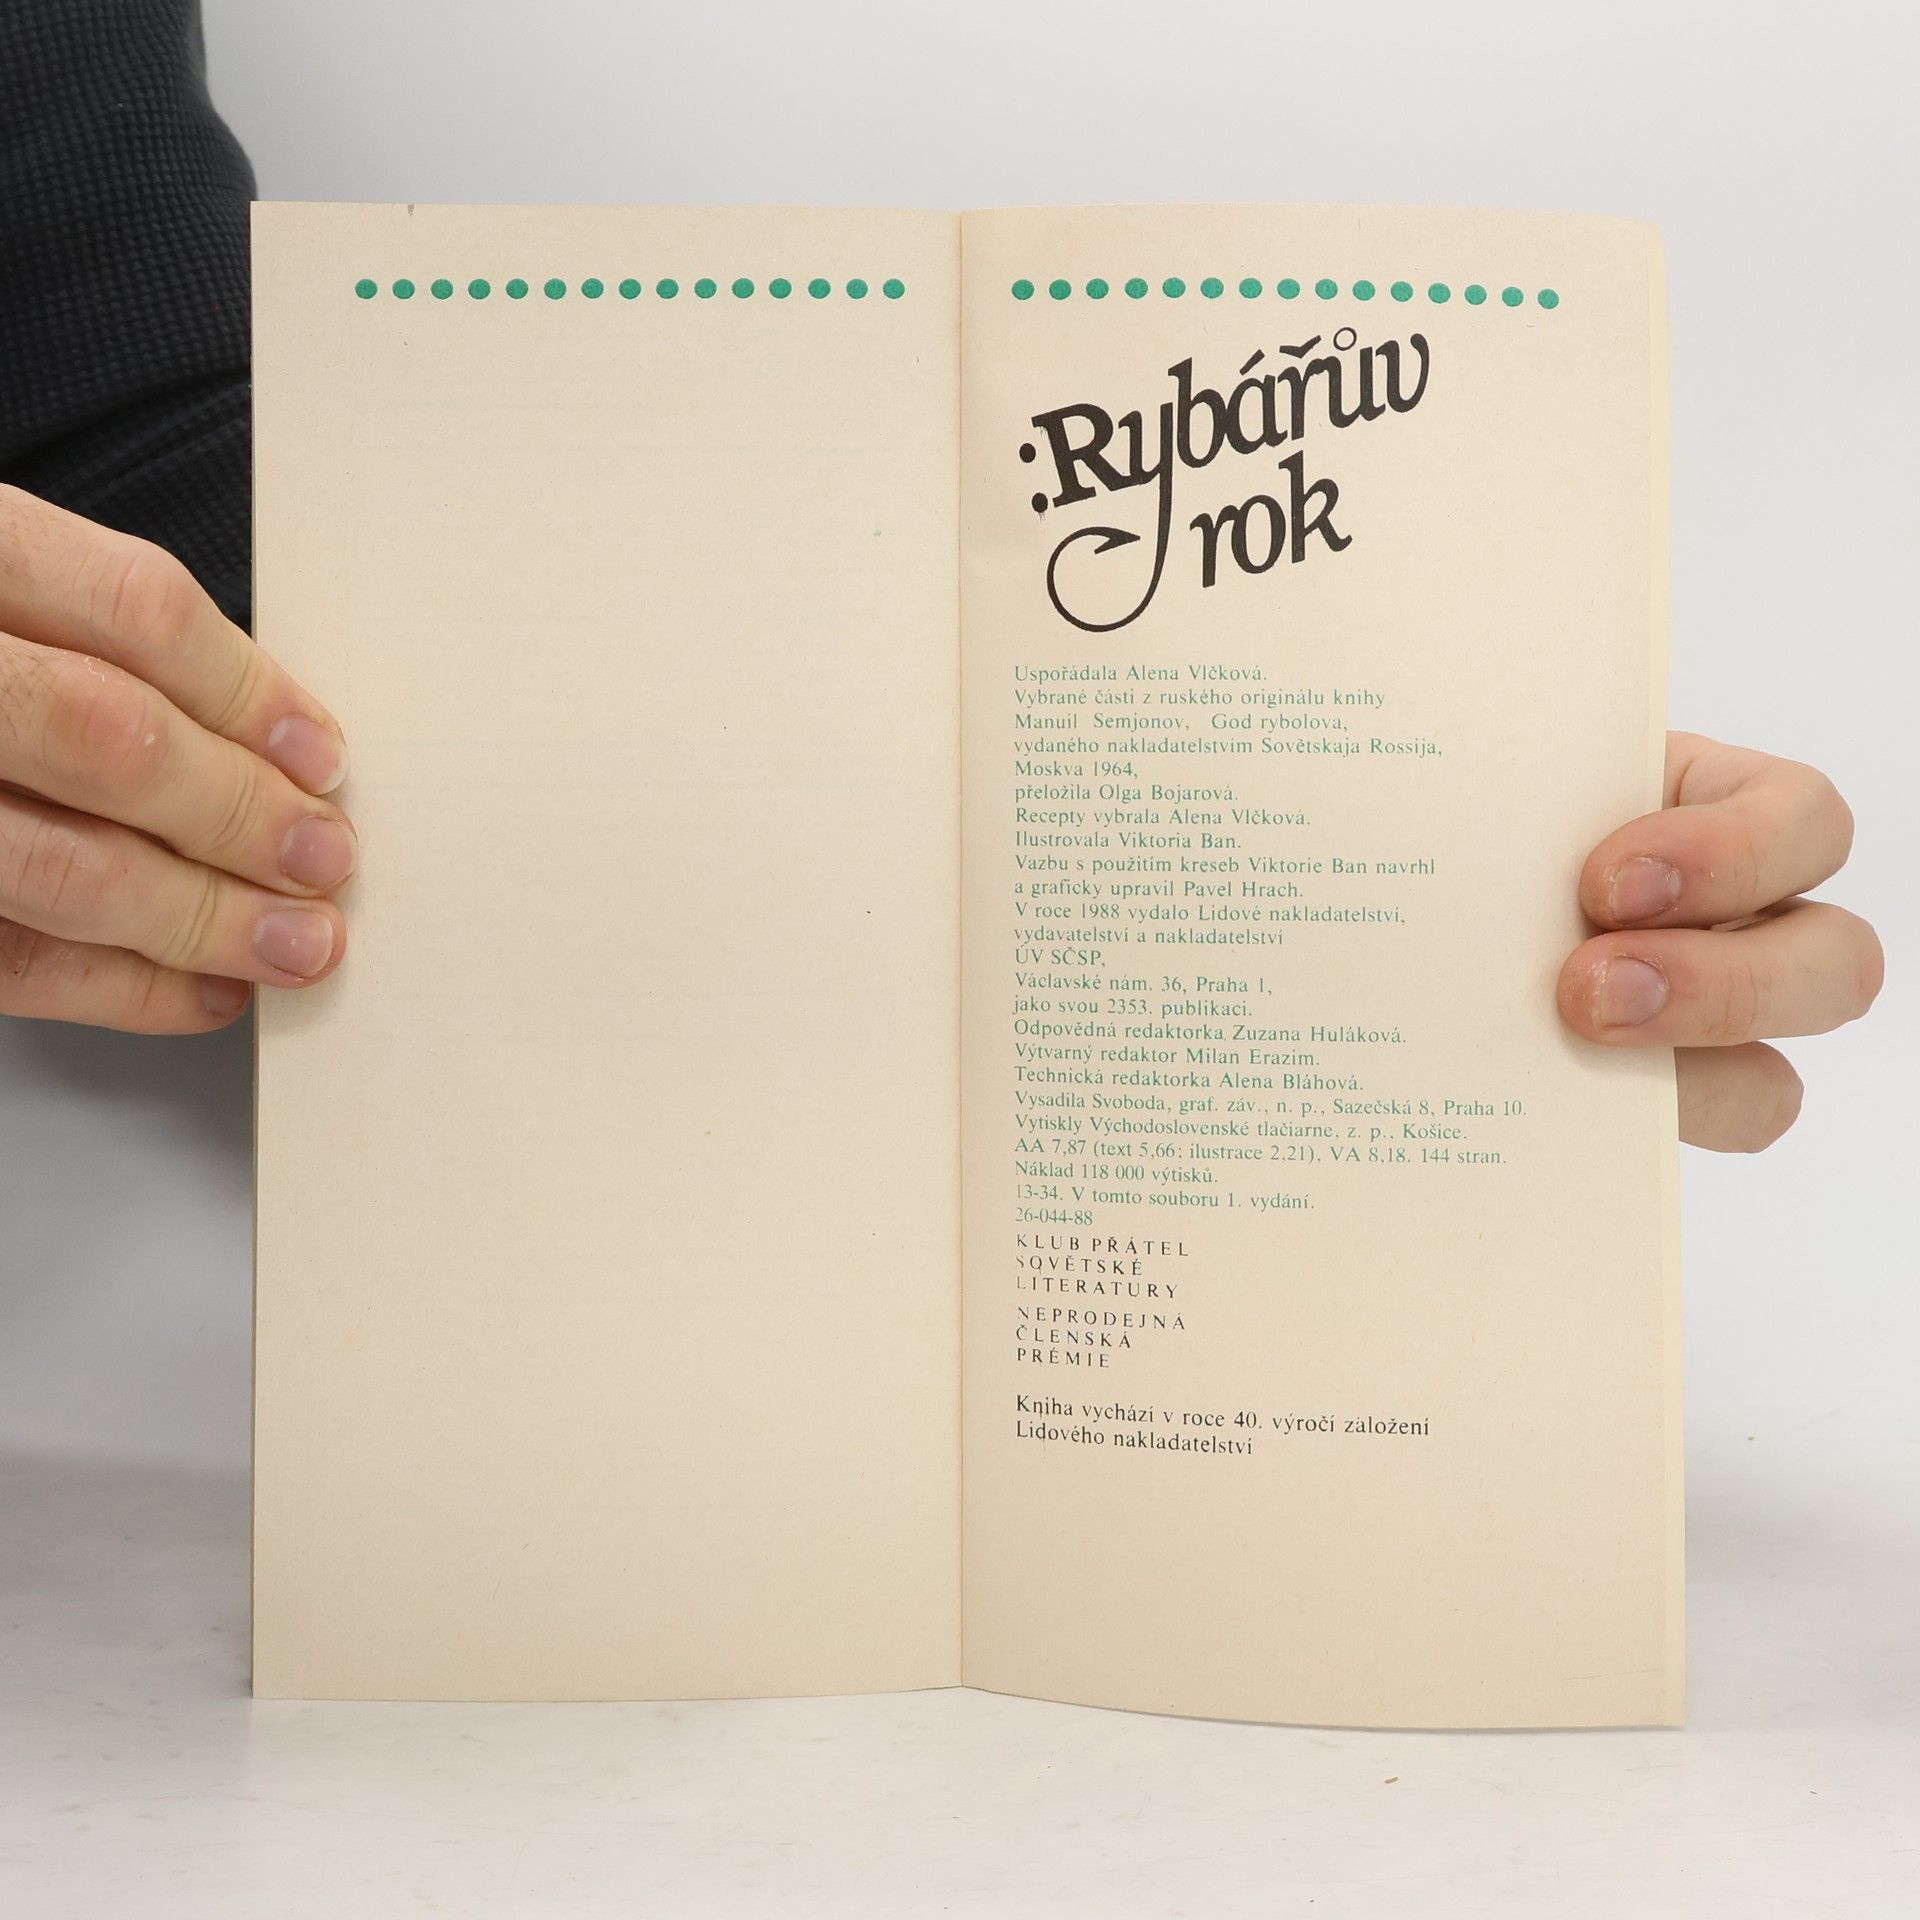 Rybářův
rok
Uspořádala Alena Vlčková.
Vybrané části z ruského originálu knihy
Manuil Semjonov, God rybolova,
vydaného nakladatelstvím Sovětskaja Rossija,
Moskva 1964,
přeložila Olga Bojarová.
Recepty vybrala Alena Vlčková.
Ilustrovala Viktoria Ban.
Vazbu s použitím kreseb Viktorie Ban navrhl
a graficky upravil Pavel Hrach.
V roce 1988 vydalo Lidové nakladatelství,
vydavatelství a nakladatelství
ÚV SČSP,
Václavské nám. 36, Praha 1,
jako svou 2353. publikaci.
Odpovědná redaktorka Zuzana Huláková.
Výtvarný redaktor Milan Erazim.
Technická redaktorka Alena Bláhová.
Vysadila Svoboda, graf. záv., n. p., Sazečská 8, Praha 10.
Vytiskly Východoslovenské tlačiarne, z. p., Košice.
AA 7,87 (text 5,66; ilustrace 2,21), VA 8,18. 144 stran.
Náklad 118 000 výtisků.
13-34. V tomto souboru 1. vydání.
26-044-88
KLUB PŘÁTEL
SOVĚTSKÉ
LITERATURY
NEPRODEJNÁ
ČLENSKÁ
PRÉMIE
Kniha vychází v roce 40. výročí založení
Lidového nakladatelství